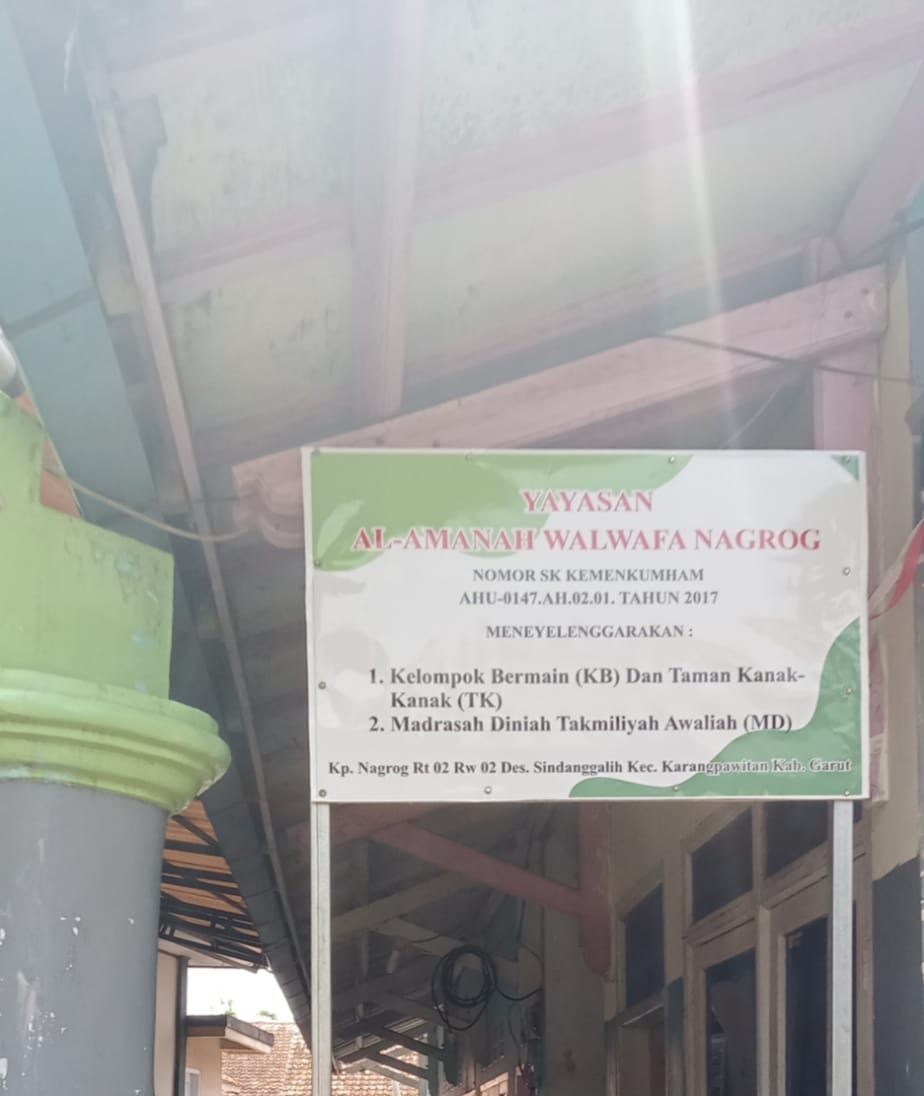 YAYASAN
AL-AMANAH WALWAFA NAGROG
NOMOR SK KEMENKUMHAM
AHU-0147.AH.02.01. TAHUN 2017
MENEYELENGGARAKAN :
1. Kelompok Bermain (KB) Dan Taman Kanak-
Kanak (TK)
2. Madrasah Diniah Takmiliyah Awaliah (MD)
Kp. Nagrog Rt 02 Rw 02 Des. Sindanggalih Kec. Karangpawitan Kab. Garut